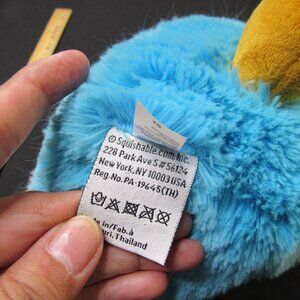 © Squishable.com, Inc.
228 Park Ave S #56124
New York, NY 10003 USA
Reg. No. PA-19645(TH)
in/Fab. à
uri, Thailand